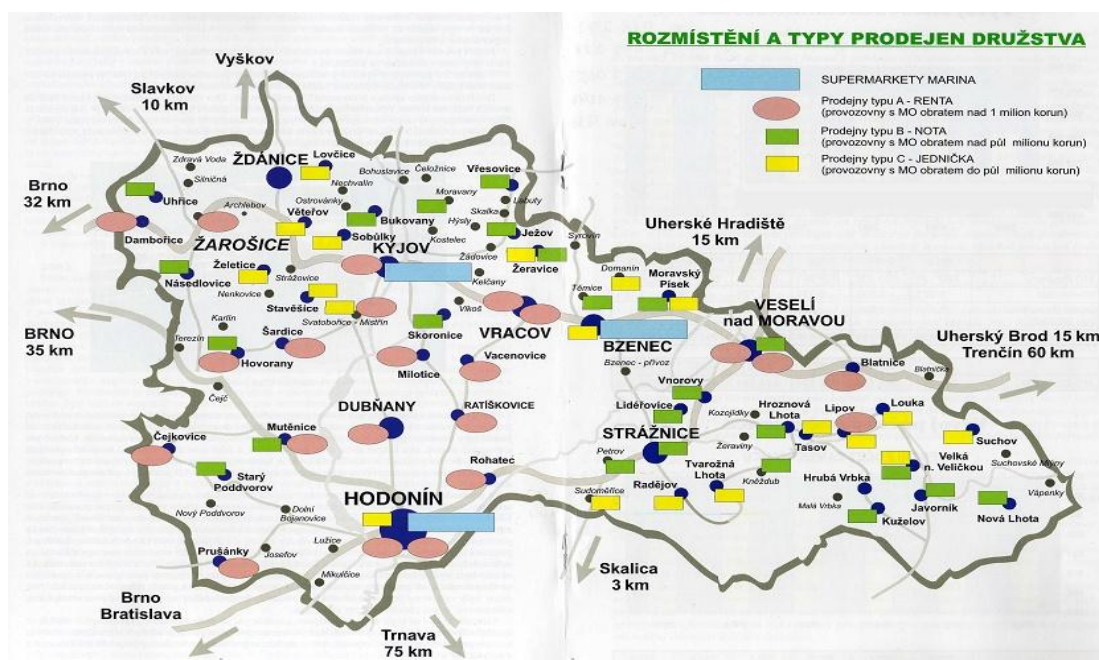 ROZMÍSTĚNÍ A TYPY PRODEJEN DRUŽSTVA
SUPERMARKETY MARINA
Prodejny typu A - RENTA
(provozovny s MO obratem nad 1 milion korun)
Prodejny typu B - NOTA
(provozovny s MO obratem nad půl milionu korun)
Prodejny typu C - JEDNIČKA
(provozovny s MO obratem do půl milionu korun)
Vyškov
Slavkov
10 km
Brno
32 km
BRNO
35 km
Zdravá Voda
Silničná
ŽDÁNICE
Lovčice
Nechvalín
Bohuslavice
Čeložnice
Vřesovice
Uhřice
Archlebov
Ostrovánky
Moravany
Labuty
Věteřov
Bukovany
Hýsly
Skalka
Dambořice
ŽAROŠICE
Sobůlky
Kostelec
Ježov
Syrovín
KYJOV
Žádovice
Žeravice
Želetice
Strážovice
Kelčany
Násedlovice
Nenkovice
Stavěšice
Svatobořice - Mistřín
Vlkoš
Karlín
Skoronice
VRACOV
Terezín
Šardice
Hovorany
Milotice
Vacenovice
Čejč
DUBŇANY
RATÍŠKOVICE
Čejkovice
Mutěnice
Starý
Poddvorov
Rohatec
Nový Poddvorov
Dolní
Bojanovice
HODONÍN
Lužice
Prušánky
Josefov
Mikulčice
Brno
Bratislava
Trnava
75 km
Uherské Hradiště
15 km
Domanín
Moravský
Písek
Těmice
VESELÍ
nad MORAVOU
BZENEC
Bzenec - přívoz
Uherský Brod 15 km
Trenčín 60 km
Blatnice
Blatnička
Vnorovy
Lidéřovice
Kozojídky
Hroznová
Lhota
Lipov
Louka
STRÁŽNICE
Žeraviny
Tasov
Suchov
Petrov
Tvarožná
Lhota
Velká
n. Veličkou
Suchovské Mlýny
Sudoměřice
Radějov
Kněždub
Hrubá Vrbka
Javorník
Vápenky
Malá Vrbka
Kuželov
Nová Lhota
Skalica
3 km